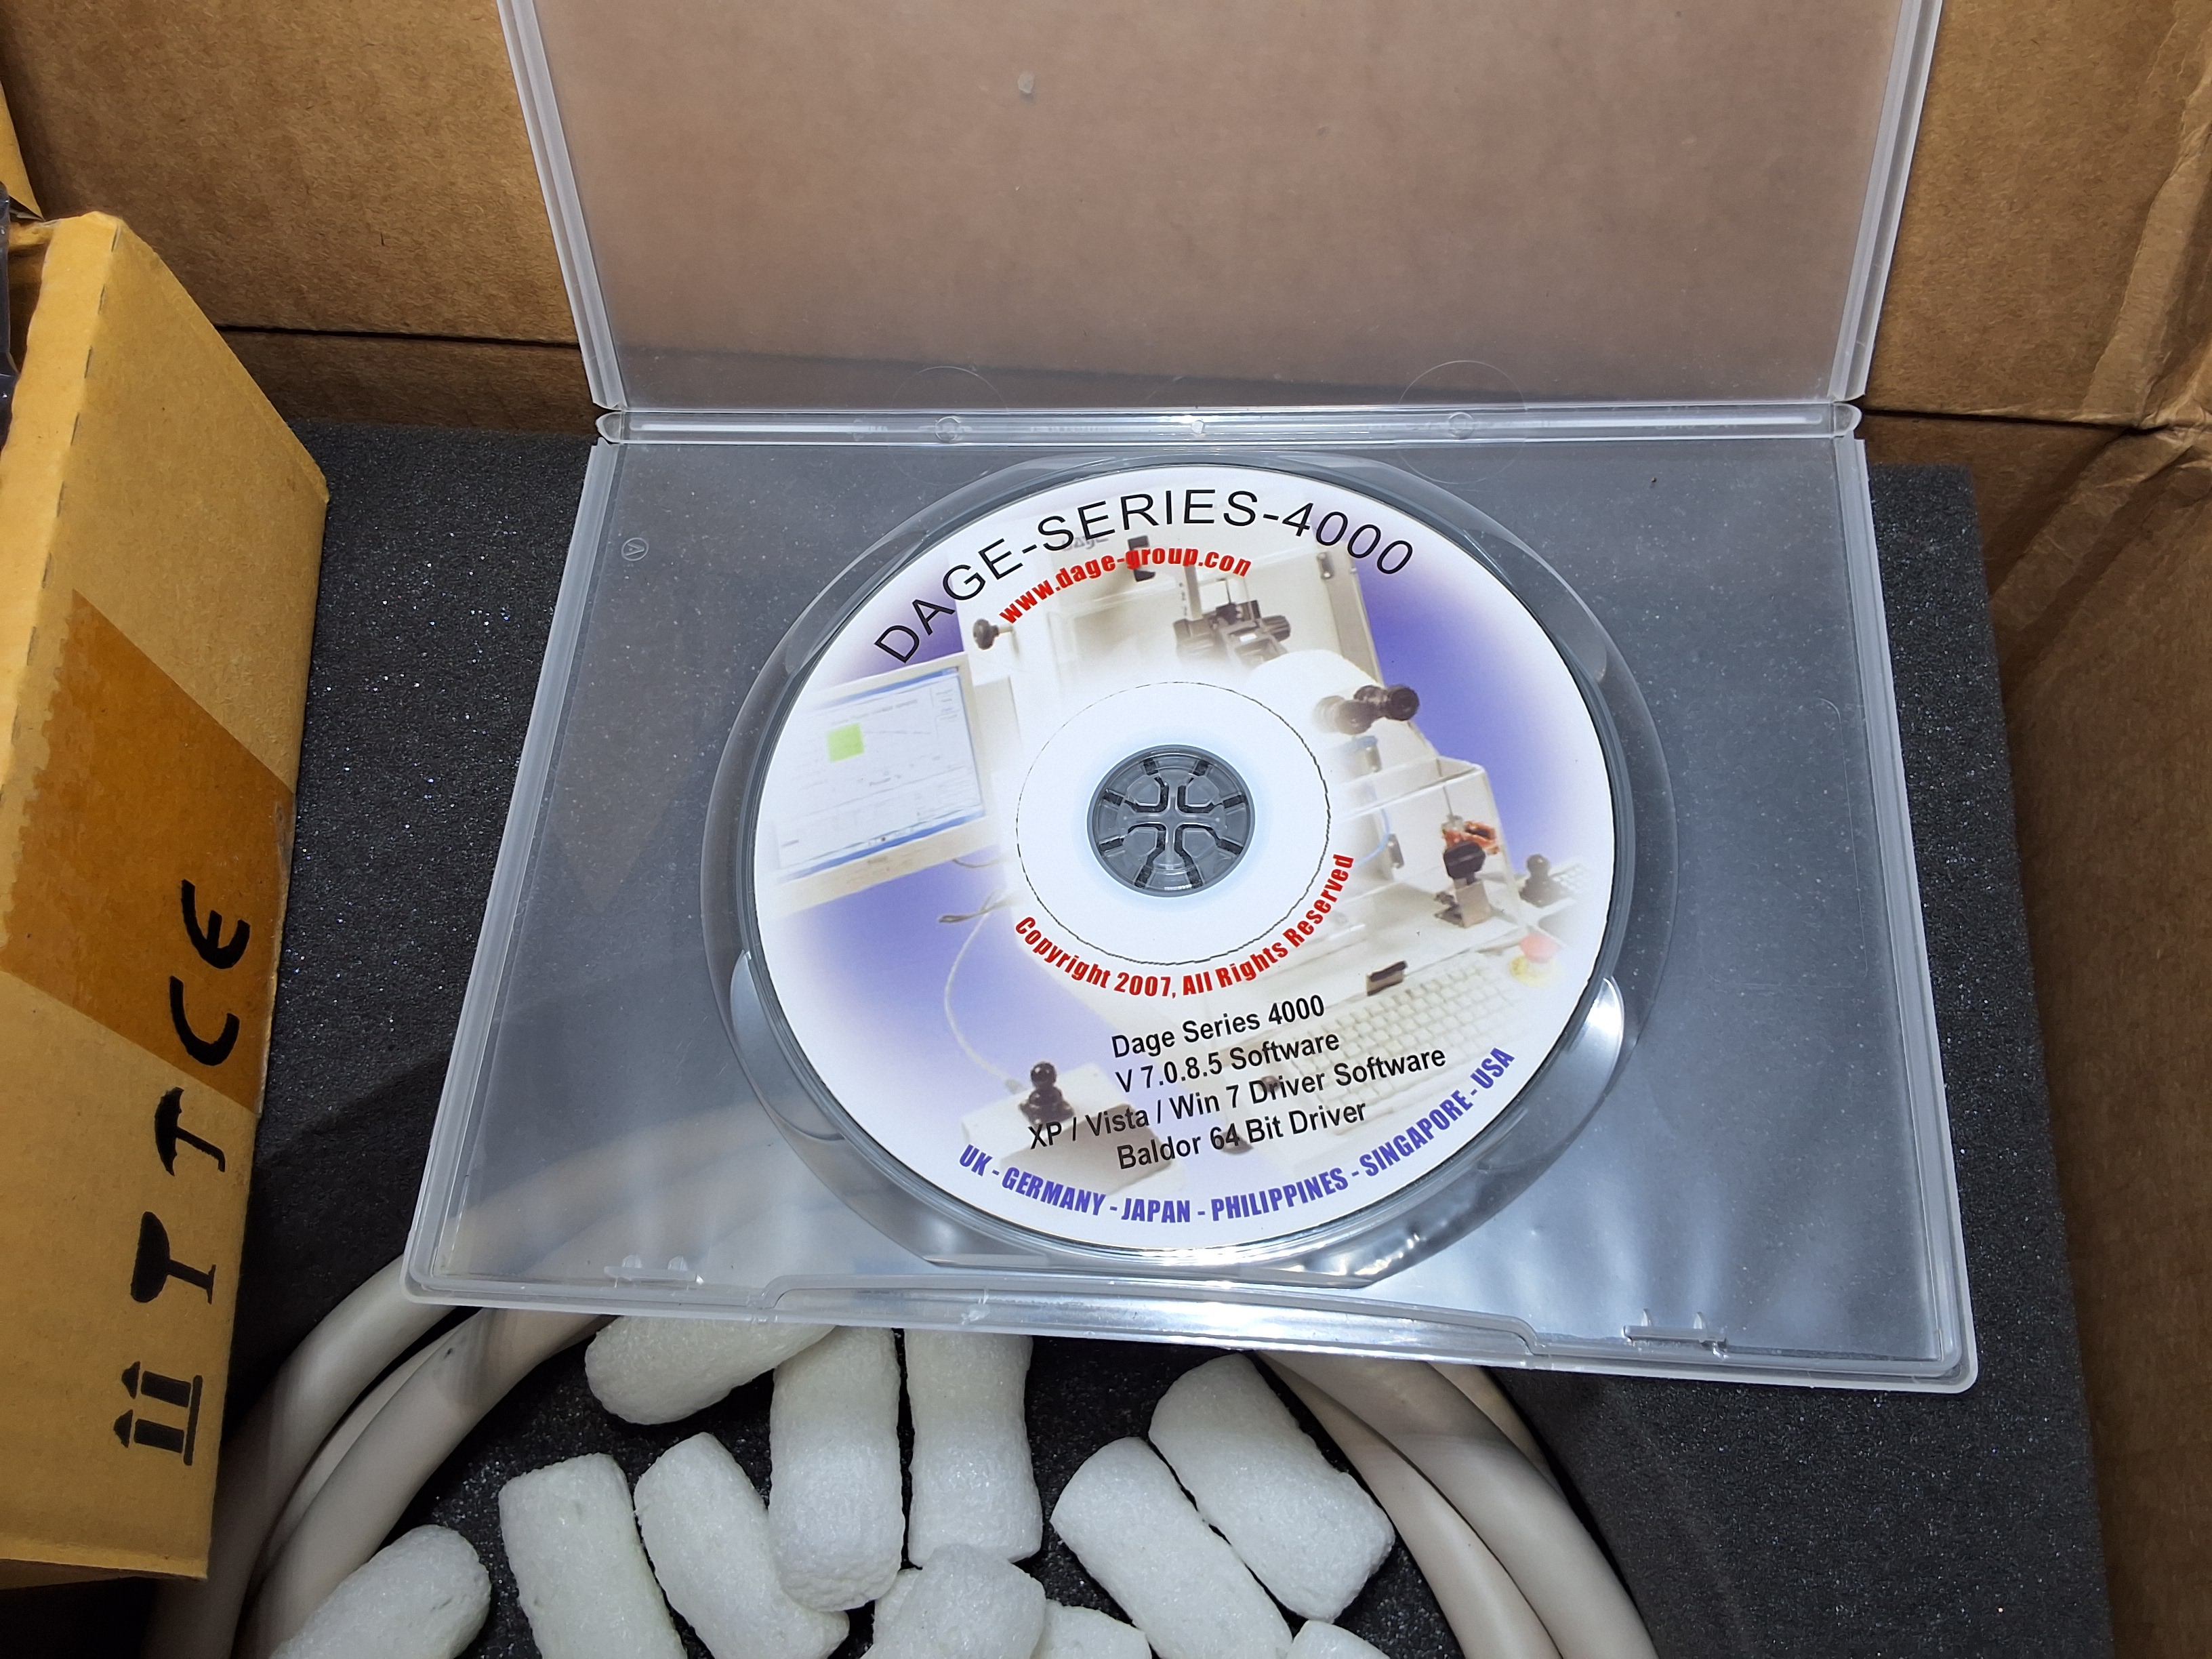 DAGE-SERIES-4000
www.dage-group.con
Copyright 2007, All Rights Reserved
Dage Series 4000
V 7.0.8.5 Software
XP / Vista / Win 7 Driver Software
Baldor 64 Bit Driver
UK - GERMANY - JAPAN - PHILIPPINES - SINGAPORE - USA